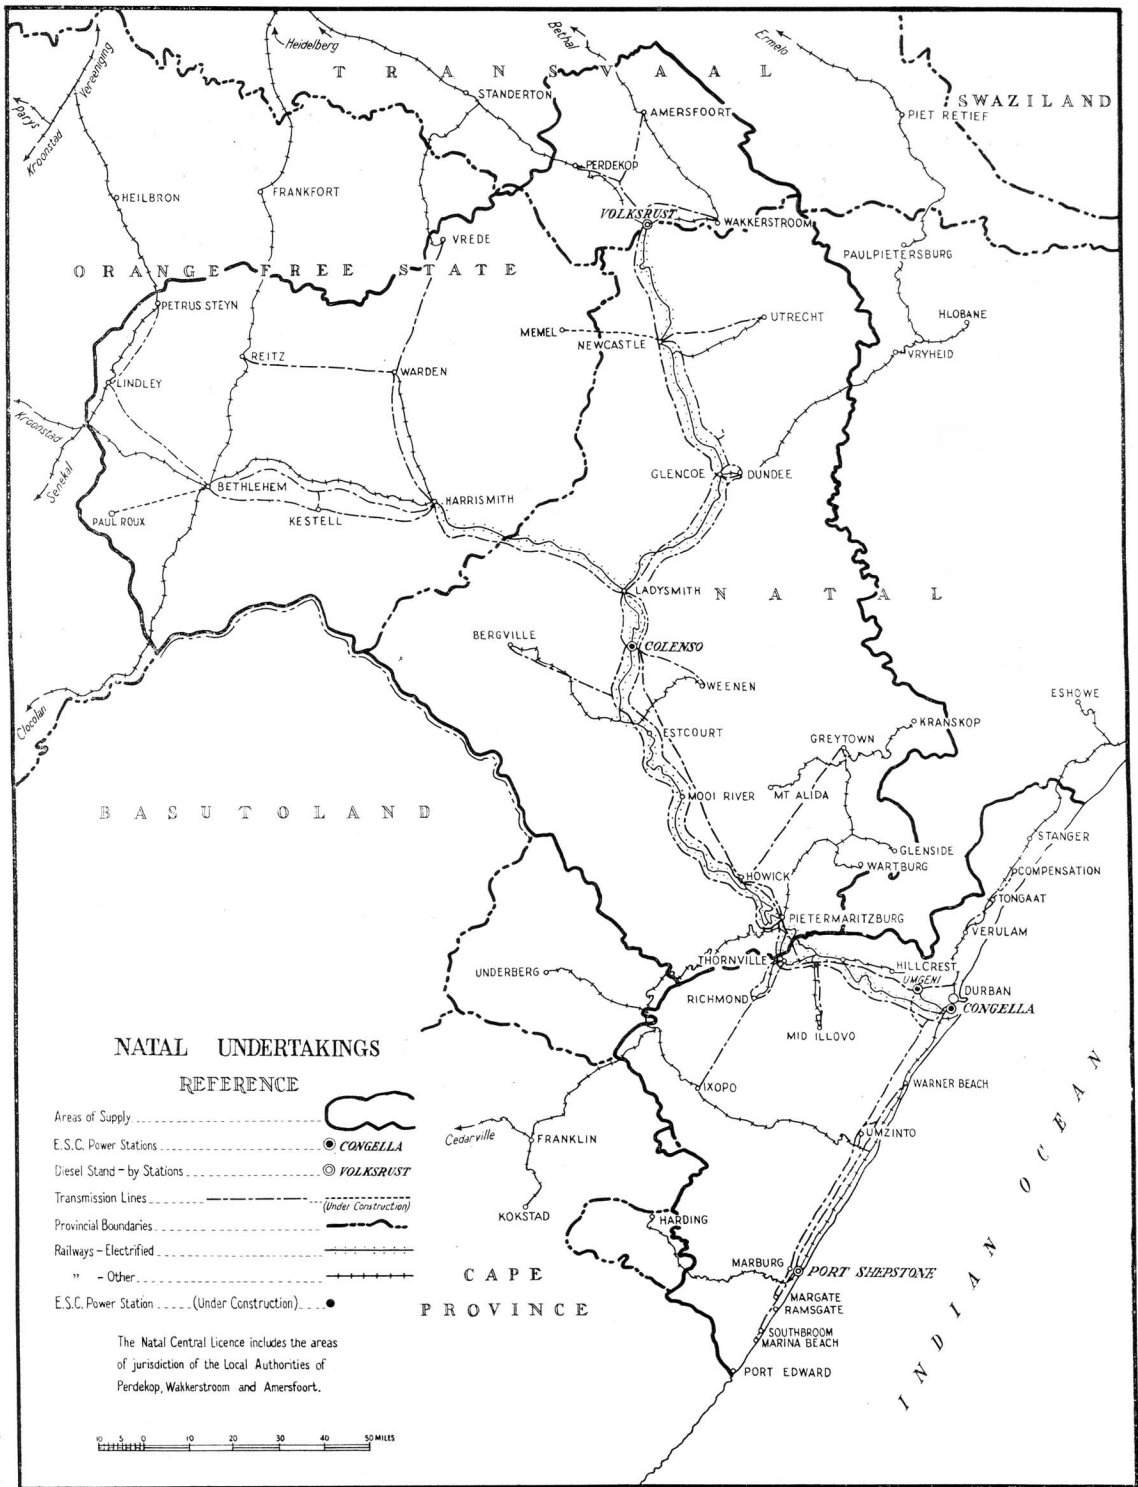 Heidelberg
Bethal
Ermelo
Vereeniging
Parys
Kroonstad
TRANSVAAL
SWAZILAND
STANDERTON
AMERSFOORT
PIET RETIEF
PERDEKOP
HEILBRON
FRANKFORT
VOLKSRUST
WAKKERSTROOM
VREDE
PAULPIETERSBURG
ORANGE FREE STATE
PETRUS STEYN
MEMEL
UTRECHT
HLOBANE
NEWCASTLE
REITZ
WARDEN
VRYHEID
LINDLEY
Kroonstad
Senekal
GLENCOE
DUNDEE
BETHLEHEM
HARRISMITH
PAUL ROUX
KESTELL
LADYSMITH
NATAL
BERGVILLE
COLENSO
WEENEN
ESHOWE
Clocolan
KRANSKOP
ESTCOURT
GREYTOWN
MOOI RIVER
MT ALIDA
BASUTOLAND
STANGER
GLENSIDE
WARTBURG
COMPENSATION
HOWICK
TONGAAT
PIETERMARITZBURG
VERULAM
THORNVILLE
HILLCREST
UNDERBERG
UMGENI
DURBAN
RICHMOND
CONGELLA
MID ILLOVO
IXOPO
WARNER BEACH
UMZINTO
Cedarville
FRANKLIN
KOKSTAD
HARDING
MARBURG
PORT SHEPSTONE
CAPE
PROVINCE
MARGATE
RAMSGATE
SOUTHBROOM
MARINA BEACH
PORT EDWARD
INDIAN OCEAN
NATAL UNDERTAKINGS
REFERENCE
Areas of Supply
E.S.C. Power Stations CONGELLA
Diesel Stand-by Stations VOLKSRUST
Transmission Lines (Under Construction)
Provincial Boundaries
Railways - Electrified
" - Other
E.S.C. Power Station (Under Construction)
The Natal Central Licence includes the areas
of jurisdiction of the Local Authorities of
Perdekop, Wakkerstroom and Amersfoort.
10 5 0 10 20 30 40 50 MILES